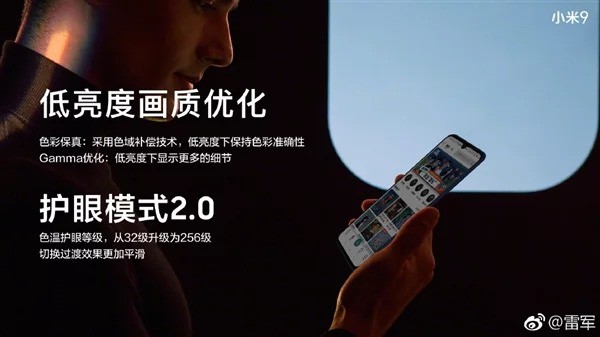 小米9
低亮度画质优化
色彩保真：采用色域补偿技术，低亮度下保持色彩准确性
Gamma优化：低亮度下显示更多的细节
护眼模式2.0
色温护眼等级，从32级升级为256级
切换过渡效果更加平滑
@雷军